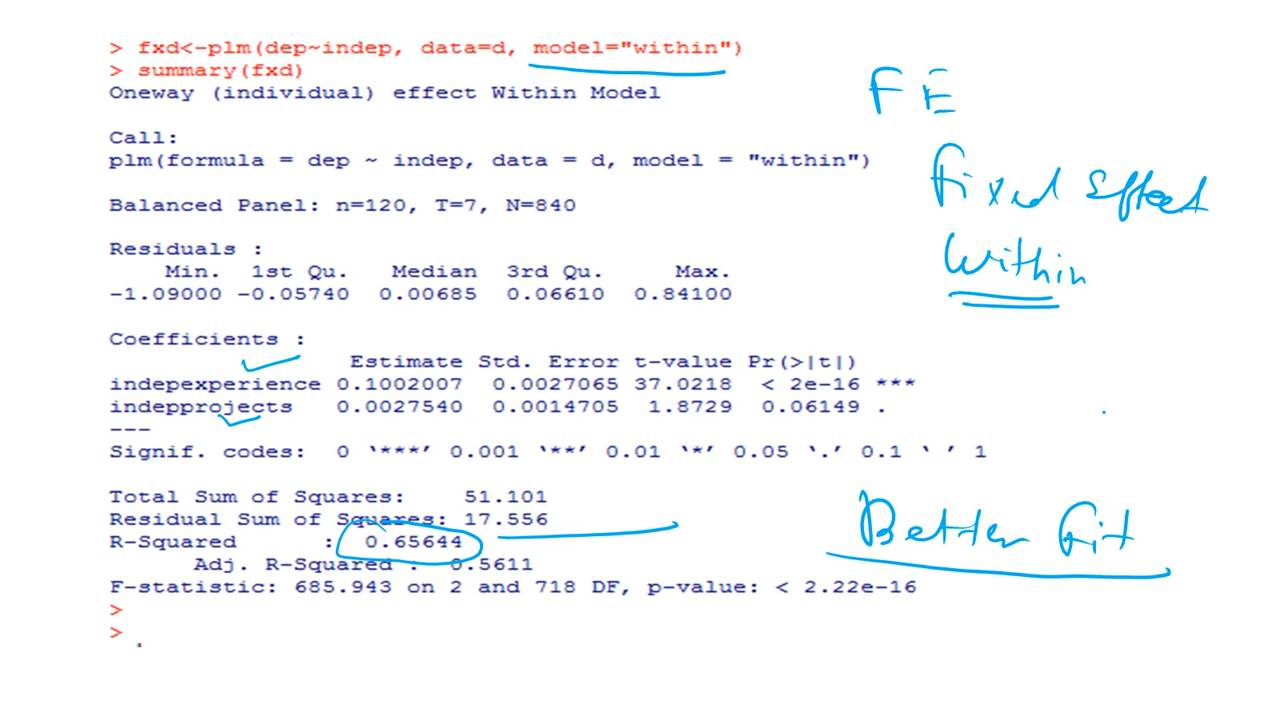 > fxd<-plm(dep~indep, data=d, model="within")
> summary(fxd)
Oneway (individual) effect Within Model
FE
Call:
plm(formula = dep ~ indep, data = d, model = "within")
Fixed Effect
Balanced Panel: n=120, T=7, N=840
Within
Residuals :
Min. 1st Qu. Median 3rd Qu. Max.
-1.09000 -0.05740 0.00685 0.06610 0.84100
Coefficients :
Estimate Std. Error t-value Pr(>|t|)
indepexperience 0.1002007 0.0027065 37.0218 < 2e-16 ***
indepprojects 0.0027540 0.0014705 1.8729 0.06149 .
---
Signif. codes: 0 ‘***’ 0.001 ‘**’ 0.01 ‘*’ 0.05 ‘.’ 0.1 ‘ ’ 1
Total Sum of Squares: 51.101
Residual Sum of Squares: 17.556
Better Fit
R-Squared : 0.65644
Adj. R-Squared : 0.5611
F-statistic: 685.943 on 2 and 718 DF, p-value: < 2.22e-16
>
>